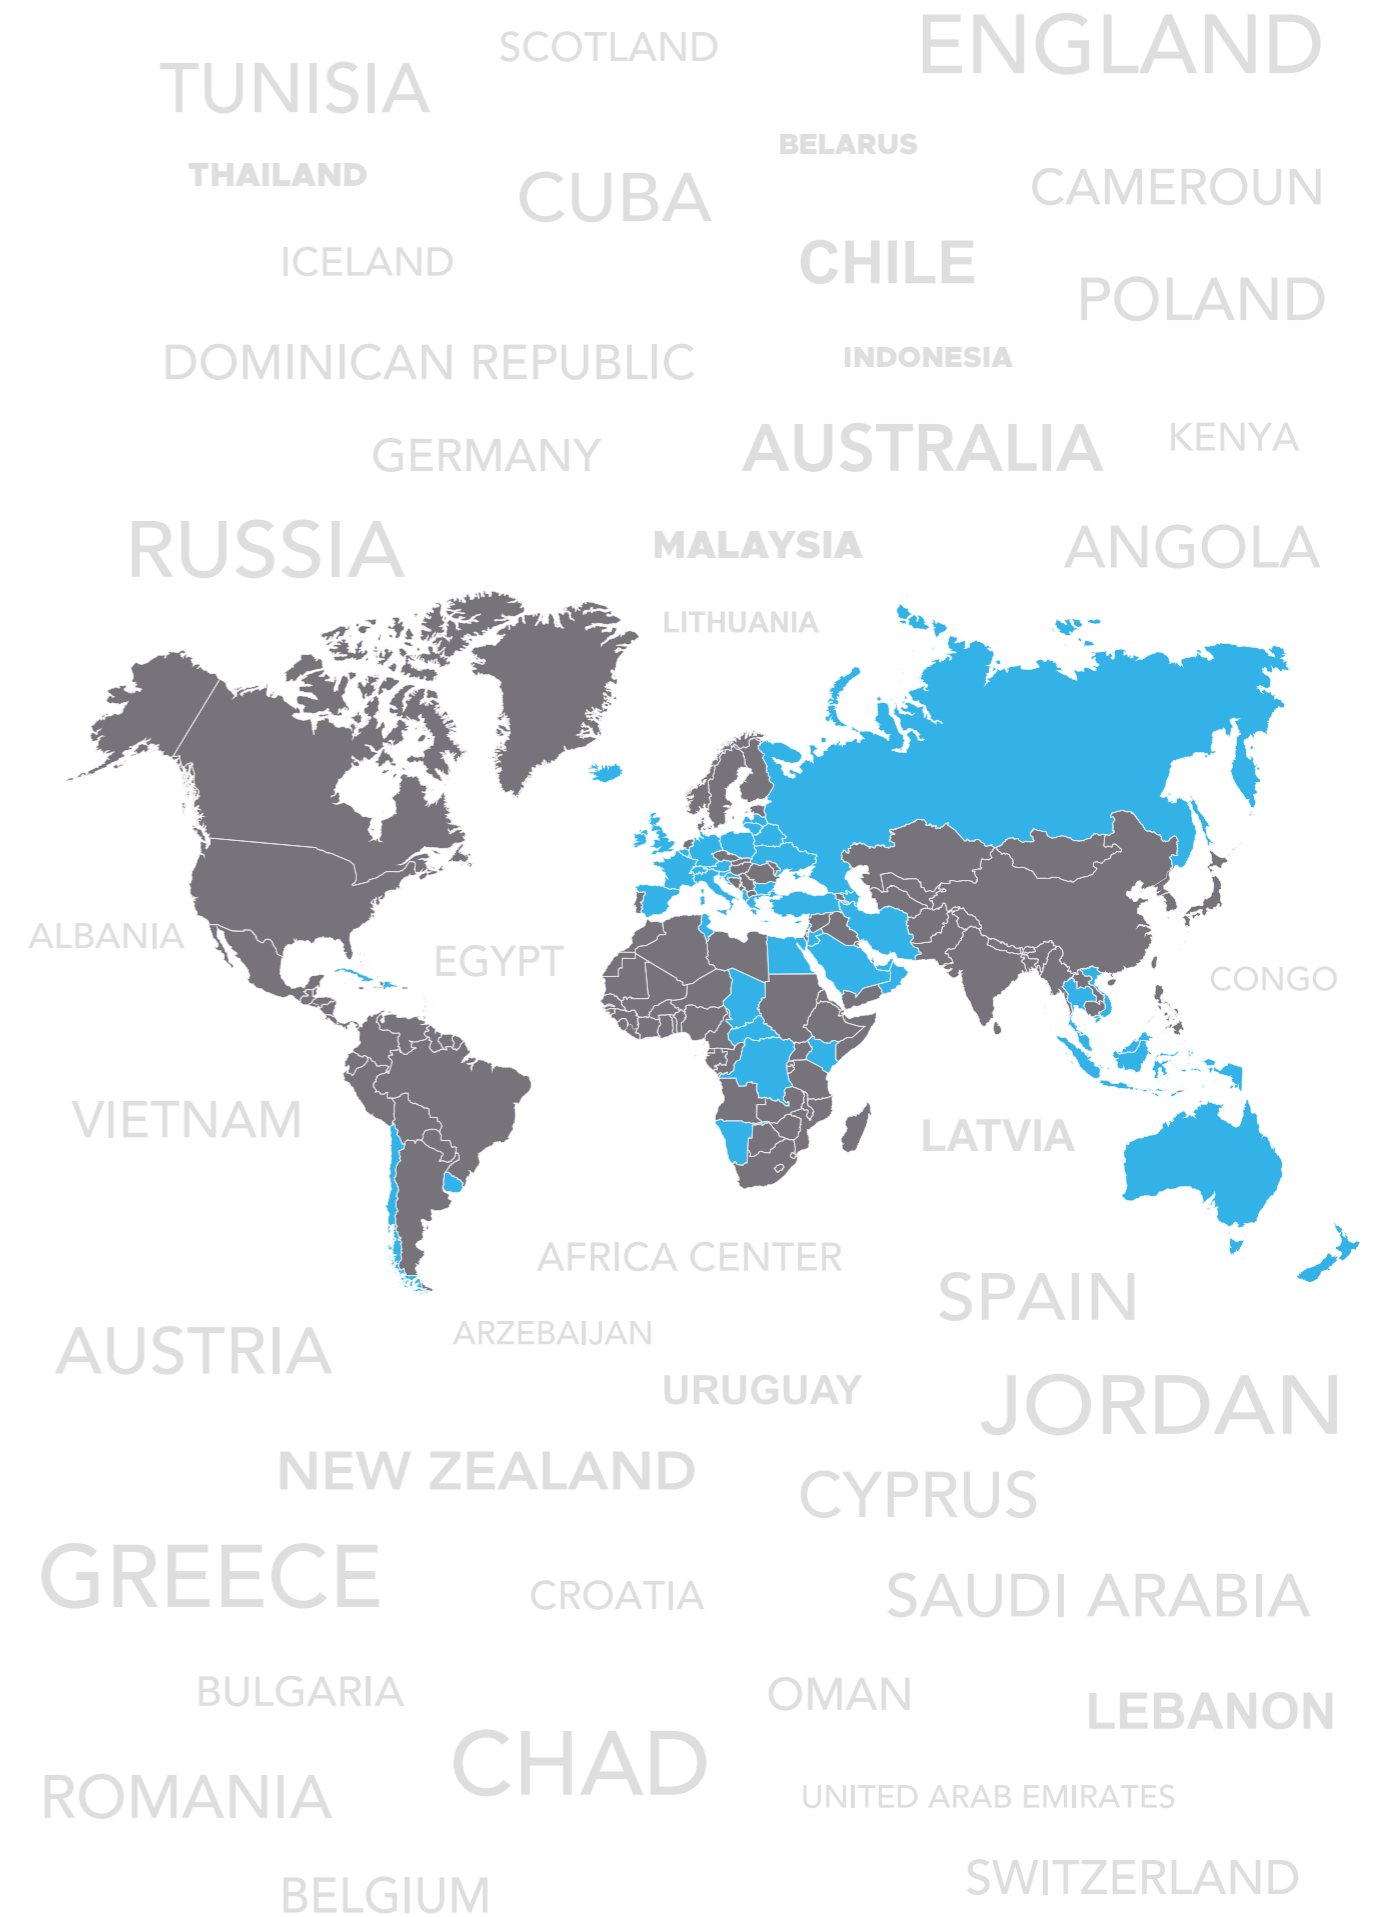 SCOTLAND
ENGLAND
TUNISIA
BELARUS
THAILAND
CUBA
CAMEROUN
ICELAND
CHILE
POLAND
DOMINICAN REPUBLIC
INDONESIA
GERMANY
AUSTRALIA
KENYA
RUSSIA
MALAYSIA
ANGOLA
LITHUANIA
ALBANIA
EGYPT
CONGO
VIETNAM
LATVIA
AFRICA CENTER
SPAIN
AUSTRIA
ARZEBAIJAN
URUGUAY
JORDAN
NEW ZEALAND
CYPRUS
GREECE
CROATIA
SAUDI ARABIA
BULGARIA
OMAN
LEBANON
CHAD
ROMANIA
UNITED ARAB EMIRATES
SWITZERLAND
BELGIUM